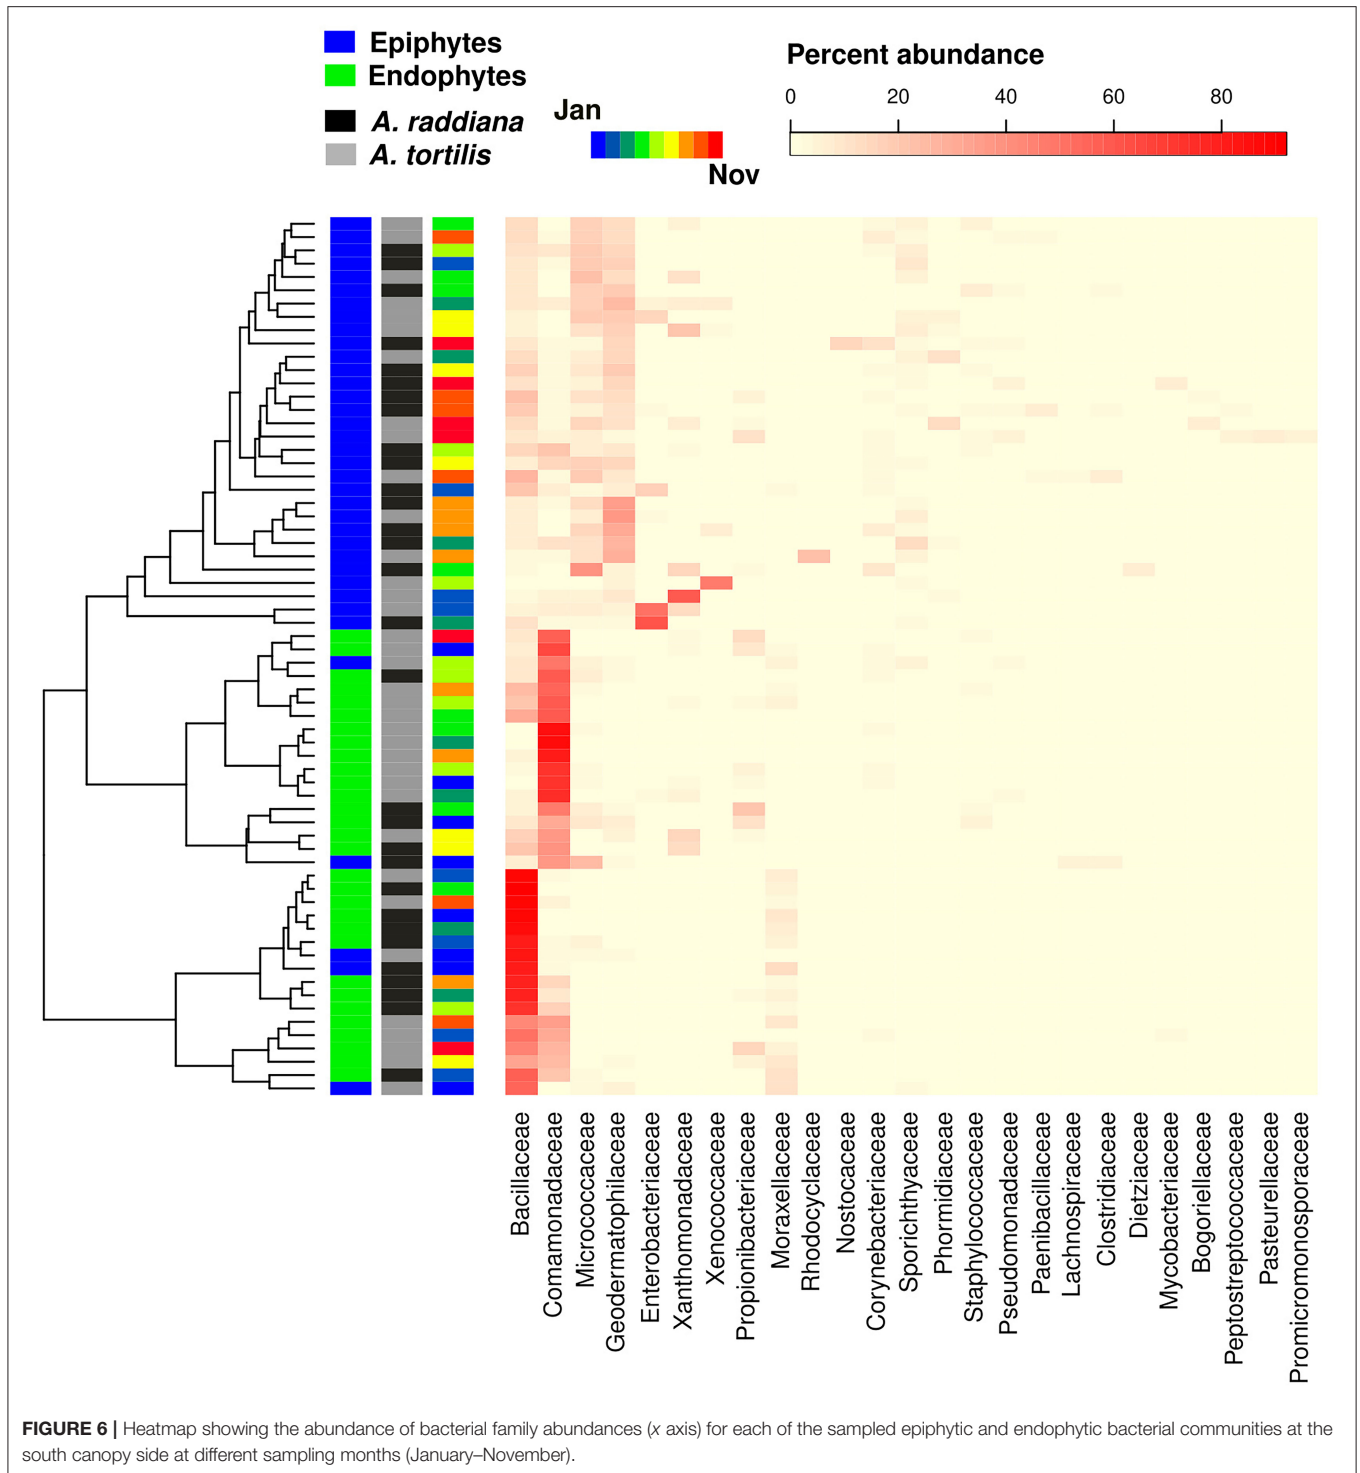 Epiphytes
Endophytes
A. raddiana
A. tortilis
Jan
Nov
Percent abundance
0 20 40 60 80
Bacillaceae
Comamonadaceae
Micrococcaceae
Geodermatophilaceae
Enterobacteriaceae
Xanthomonadaceae
Xenococcaceae
Propionibacteriaceae
Moraxellaceae
Rhodocyclaceae
Nostocaceae
Corynebacteriaceae
Sporichthyaceae
Phormidiaceae
Staphylococcaceae
Pseudomonadaceae
Paenibacillaceae
Lachnospiraceae
Clostridiaceae
Dietziaceae
Mycobacteriaceae
Bogoriellaceae
Peptostreptococcaceae
Pasteurellaceae
Promicromonosporaceae
FIGURE 6 | Heatmap showing the abundance of bacterial family abundances (x axis) for each of the sampled epiphytic and endophytic bacterial communities at the
south canopy side at different sampling months (January–November).